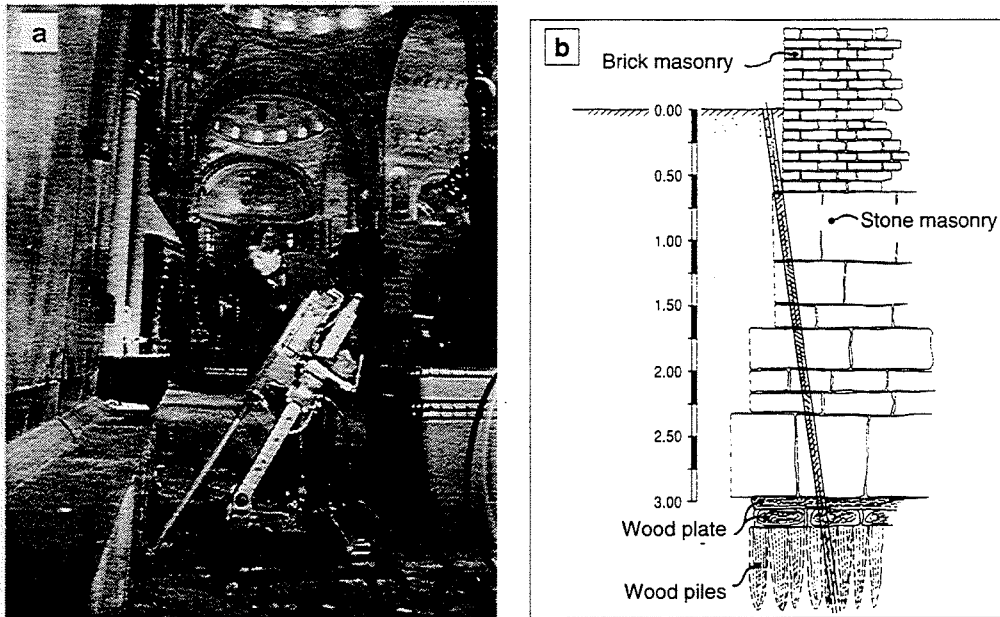 a
b
Brick masonry
0.00
0.50
Stone masonry
1.00
1.50
2.00
2.50
3.00
Wood plate
Wood piles